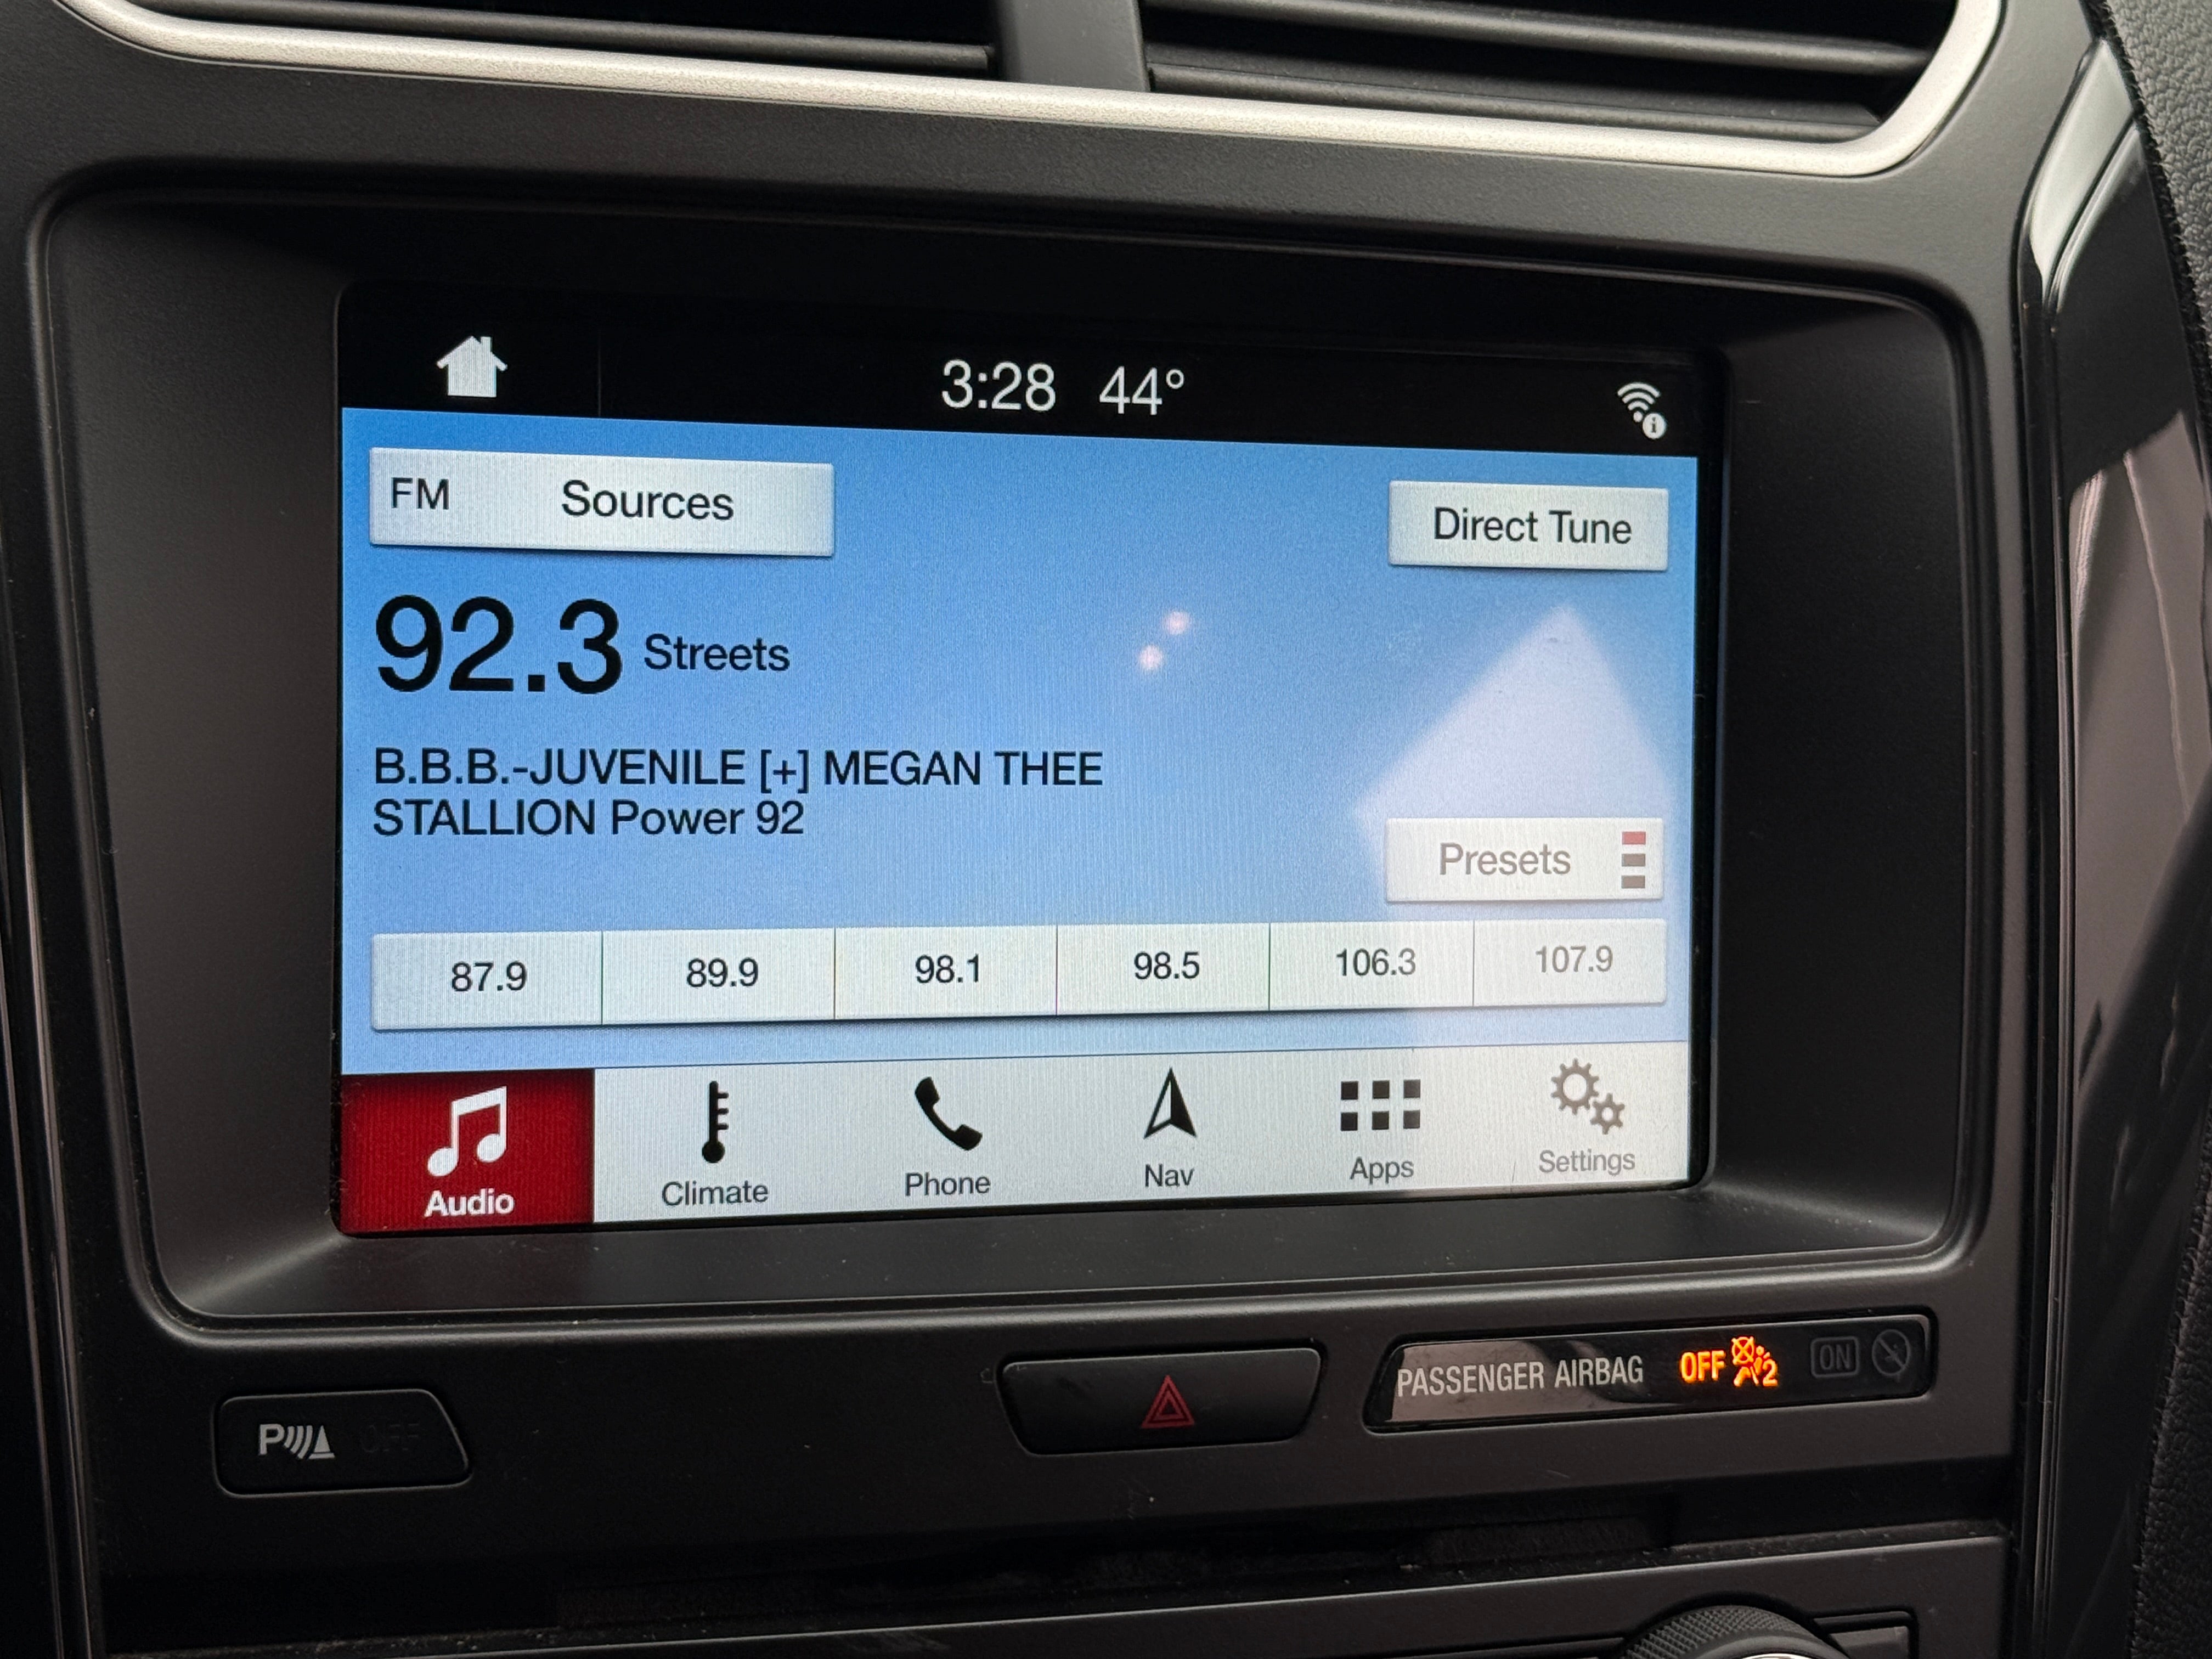 3:28 44°
FM Sources
Direct Tune
92.3 Streets
B.B.B.-JUVENILE [+] MEGAN THEE
STALLION Power 92
Presets
87.9 89.9 98.1 98.5 106.3 107.9
Audio Climate Phone Nav Apps Settings
PASSENGER AIRBAG OFF 2 ON
P OFF